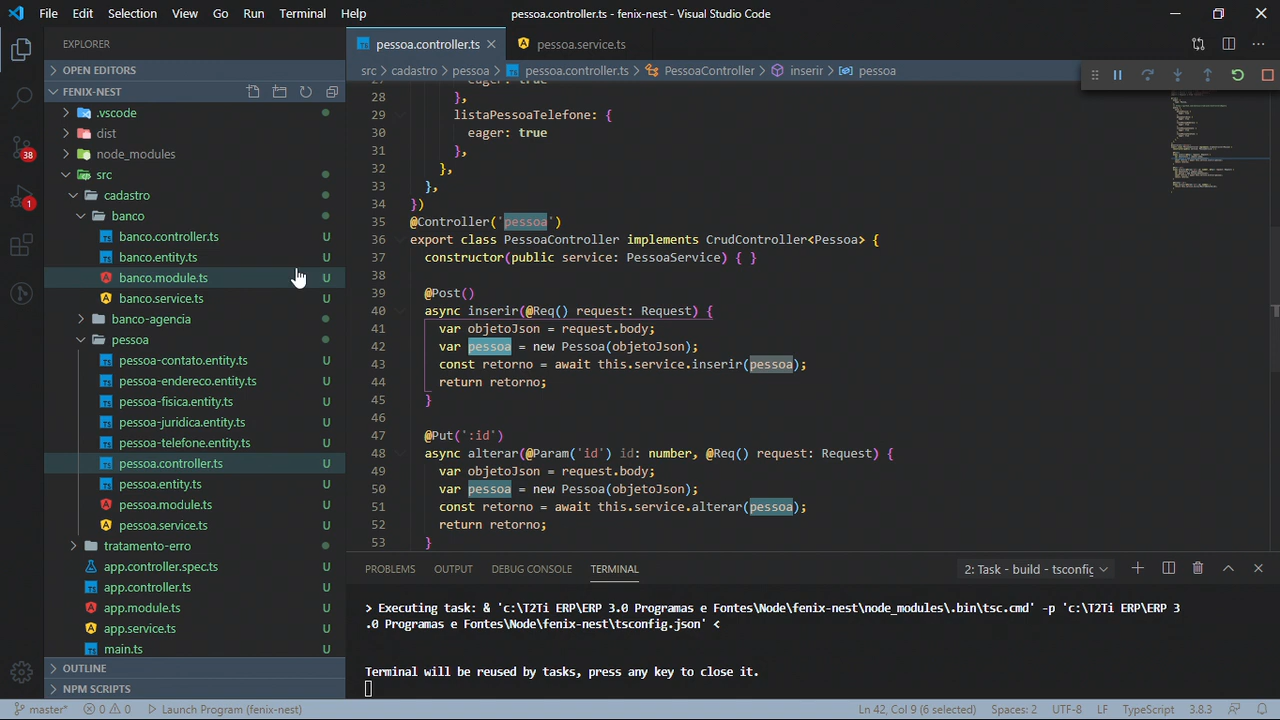 File Edit Selection View Go Run Terminal Help pessoa.controller.ts - fenix-nest - Visual Studio Code
EXPLORER
OPEN EDITORS
FENIX-NEST
.vscode
dist
node_modules
src
cadastro
banco
banco.controller.ts U
banco.entity.ts U
banco.module.ts U
banco.service.ts U
banco-agencia
pessoa
pessoa-contato.entity.ts U
pessoa-endereco.entity.ts U
pessoa-fisica.entity.ts U
pessoa-juridica.entity.ts U
pessoa-telefone.entity.ts U
pessoa.controller.ts U
pessoa.entity.ts U
pessoa.module.ts U
pessoa.service.ts U
tratamento-erro
app.controller.spec.ts U
app.controller.ts U
app.module.ts U
app.service.ts U
main.ts U
OUTLINE
NPM SCRIPTS
38
1
pessoa.controller.ts pessoa.service.ts
src > cadastro > pessoa > pessoa.controller.ts > PessoaController > inserir > pessoa
27 eager: true
28 },
29 listaPessoaTelefone: {
30 eager: true
31 },
32 },
33 },
34 })
35 @Controller('pessoa')
36 export class PessoaController implements CrudController<Pessoa> {
37 constructor(public service: PessoaService) { }
38
39 @Post()
40 async inserir(@Req() request: Request) {
41 var objetoJson = request.body;
42 var pessoa = new Pessoa(objetoJson);
43 const retorno = await this.service.inserir(pessoa);
44 return retorno;
45 }
46
47 @Put(':id')
48 async alterar(@Param('id') id: number, @Req() request: Request) {
49 var objetoJson = request.body;
50 var pessoa = new Pessoa(objetoJson);
51 const retorno = await this.service.alterar(pessoa);
52 return retorno;
53 }
PROBLEMS OUTPUT DEBUG CONSOLE TERMINAL 2: Task - build - tsconfig
> Executing task: & 'c:\T2Ti ERP\ERP 3.0 Programas e Fontes\Node\fenix-nest\node_modules\.bin\tsc.cmd' -p 'c:\T2Ti ERP\ERP 3
.0 Programas e Fontes\Node\fenix-nest\tsconfig.json' <
Terminal will be reused by tasks, press any key to close it.
master* 0 0 Launch Program (fenix-nest) Ln 42, Col 9 (6 selected) Spaces: 2 UTF-8 LF TypeScript 3.8.3